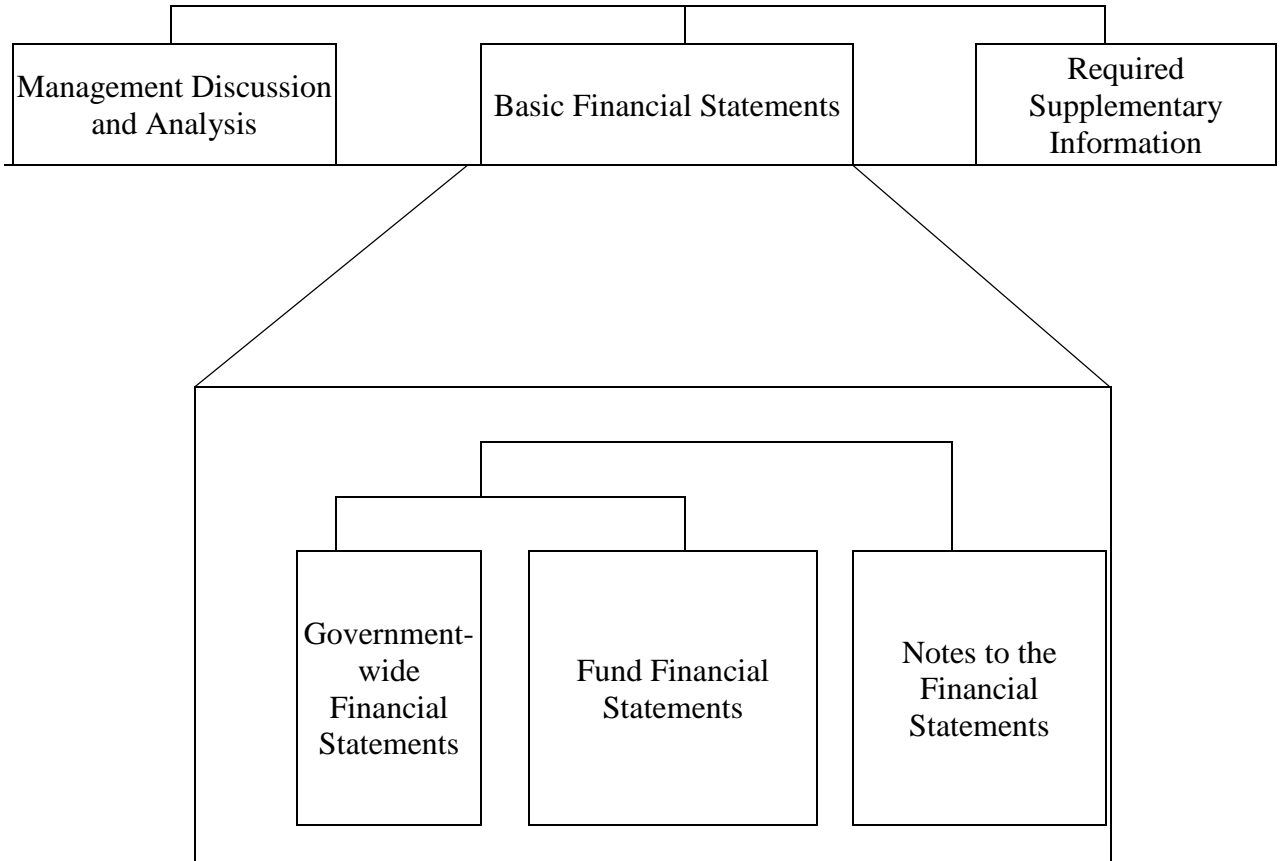 Management Discussion
and Analysis
Basic Financial Statements
Required
Supplementary
Information
Government-
wide
Financial
Statements
Fund Financial
Statements
Notes to the
Financial
Statements